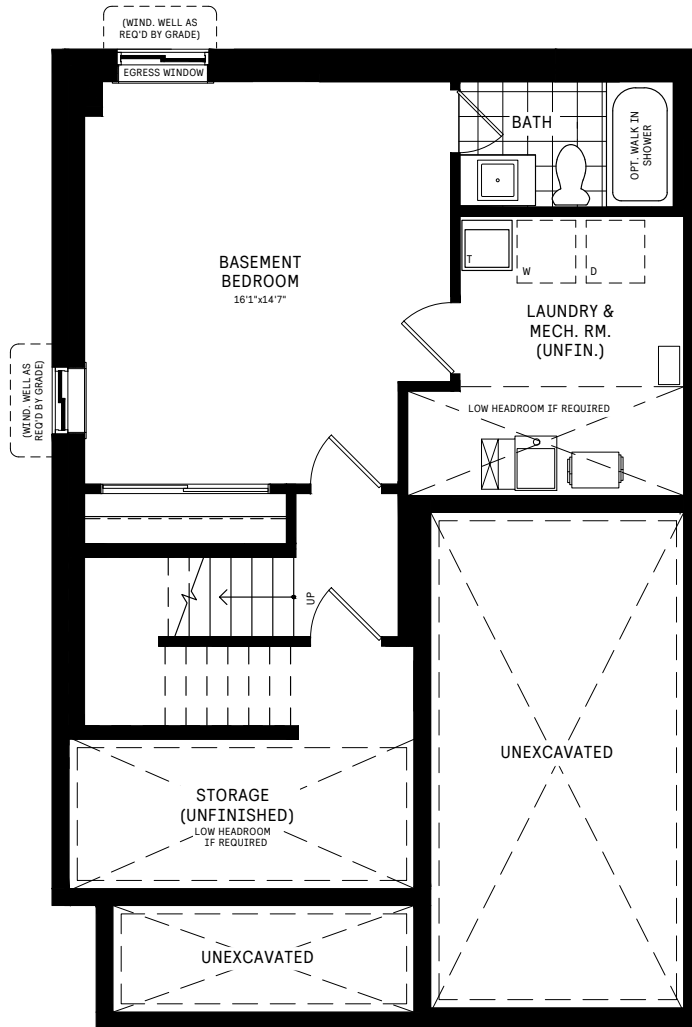 (WIND. WELL AS
REQ'D BY GRADE)
EGRESS WINDOW
BATH
OPT. WALK IN
SHOWER
BASEMENT
BEDROOM
16'1"x14'7"
T
W
D
LAUNDRY &
MECH. RM.
(UNFIN.)
(WIND. WELL AS
REQ'D BY GRADE)
LOW HEADROOM IF REQUIRED
UP
UNEXCAVATED
STORAGE
(UNFINISHED)
LOW HEADROOM
IF REQUIRED
UNEXCAVATED